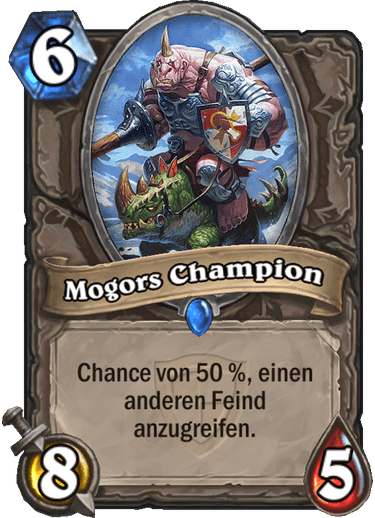 6
Mogors Champion
Chance von 50 %, einen
anderen Feind
anzugreifen.
8
5